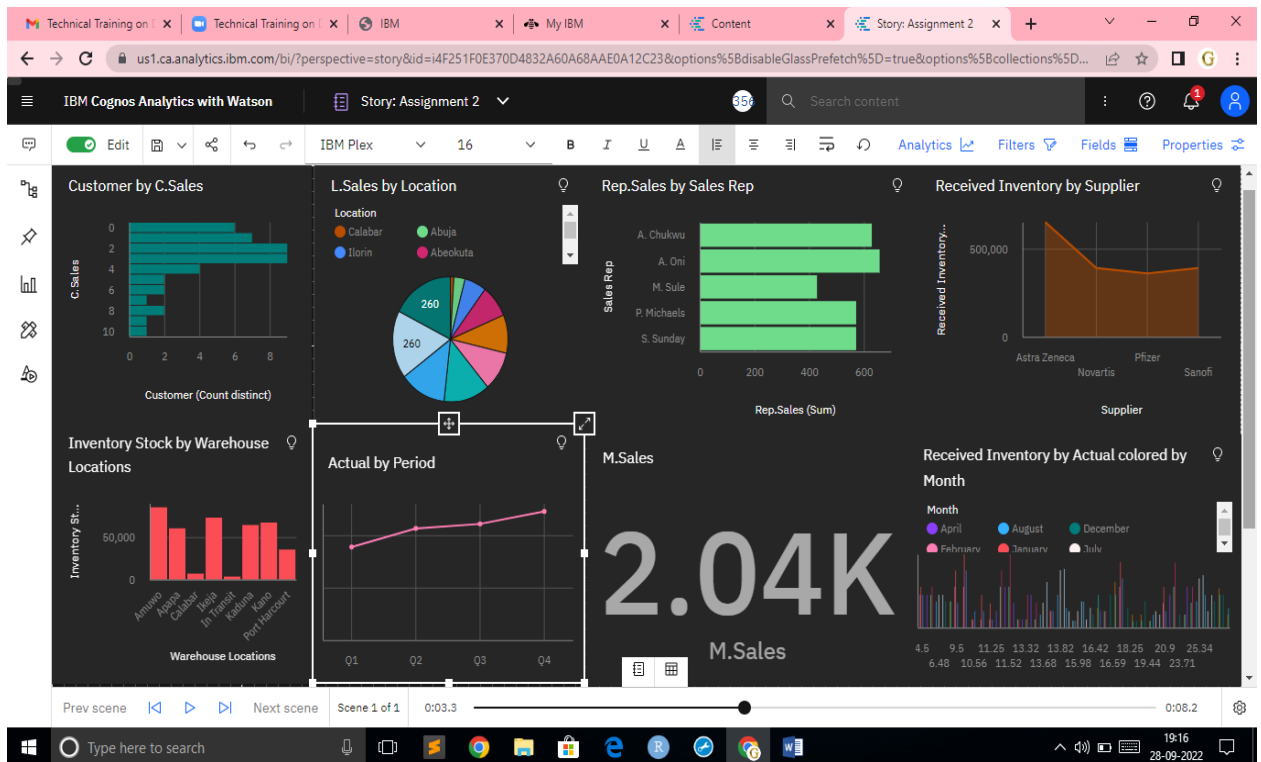 Technical Training on D
Technical Training on D
IBM
My IBM
Content
Story: Assignment 2
us1.ca.analytics.ibm.com/bi/?perspective=story&id=i4F251F0E370D4832A60A68AAE0A12C23&options%5BdisableGlassPrefetch%5D=true&options%5Bcollections%5D...
G
IBM Cognos Analytics with Watson
Story: Assignment 2
356
Search content
1
Edit
IBM Plex
16
B I U A
Analytics
Filters
Fields
Properties
Customer by C.Sales
C.Sales
0
2
4
6
8
10
0 2 4 6 8
Customer (Count distinct)
L.Sales by Location
Location
Calabar Abuja
Ilorin Abeokuta
260
260
Rep.Sales by Sales Rep
Sales Rep
A. Chukwu
A. Oni
M. Sule
P. Michaels
S. Sunday
0 200 400 600
Rep.Sales (Sum)
Received Inventory by Supplier
Received Inventory...
500,000
0
Astra Zeneca
Novartis
Pfizer
Sanofi
Supplier
Inventory Stock by Warehouse
Locations
Inventory St...
50,000
0
Amuwo
Apapa
Calabar
Ikeja
In Transit
Kaduna
Kano
Port Harcourt
Warehouse Locations
Actual by Period
Q1 Q2 Q3 Q4
M.Sales
2.04K
M.Sales
Received Inventory by Actual colored by
Month
Month
April August December
February January July
4.5 9.5 11.25 13.32 13.82 16.42 18.25 20.9 25.34
6.48 10.56 11.52 13.68 15.98 16.59 19.44 23.71
Prev scene
Next scene
Scene 1 of 1
0:03.3
0:08.2
Type here to search
R
G
W
19:16
28-09-2022